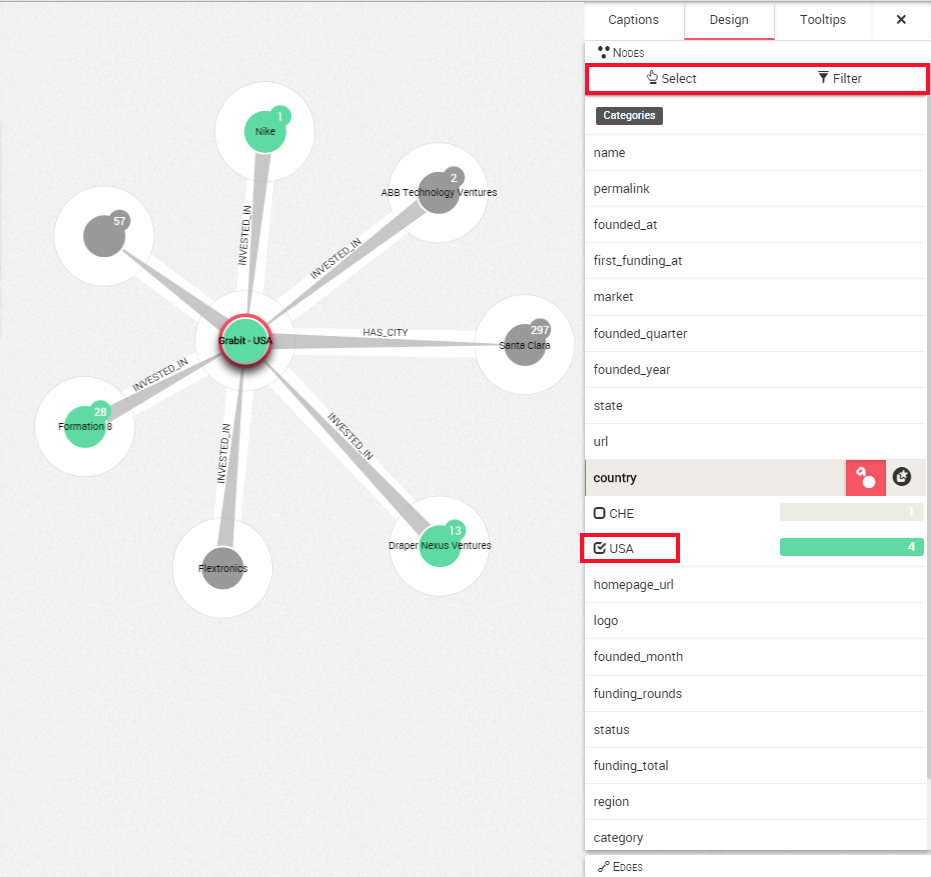 Captions
Design
Tooltips
×
NODES
Select
Filter
Categories
name
permalink
founded_at
first_funding_at
market
founded_quarter
founded_year
state
url
country
CHE
1
USA
4
homepage_url
logo
founded_month
funding_rounds
status
funding_total
region
category
EDGES
1
Nike
2
ABB Technology Ventures
57
INVESTED_IN
INVESTED_IN
297
HAS_CITY
Santa Clara
Grabit - USA
INVESTED_IN
28
Formation 8
INVESTED_IN
INVESTED_IN
13
Draper Nexus Ventures
Flextronics